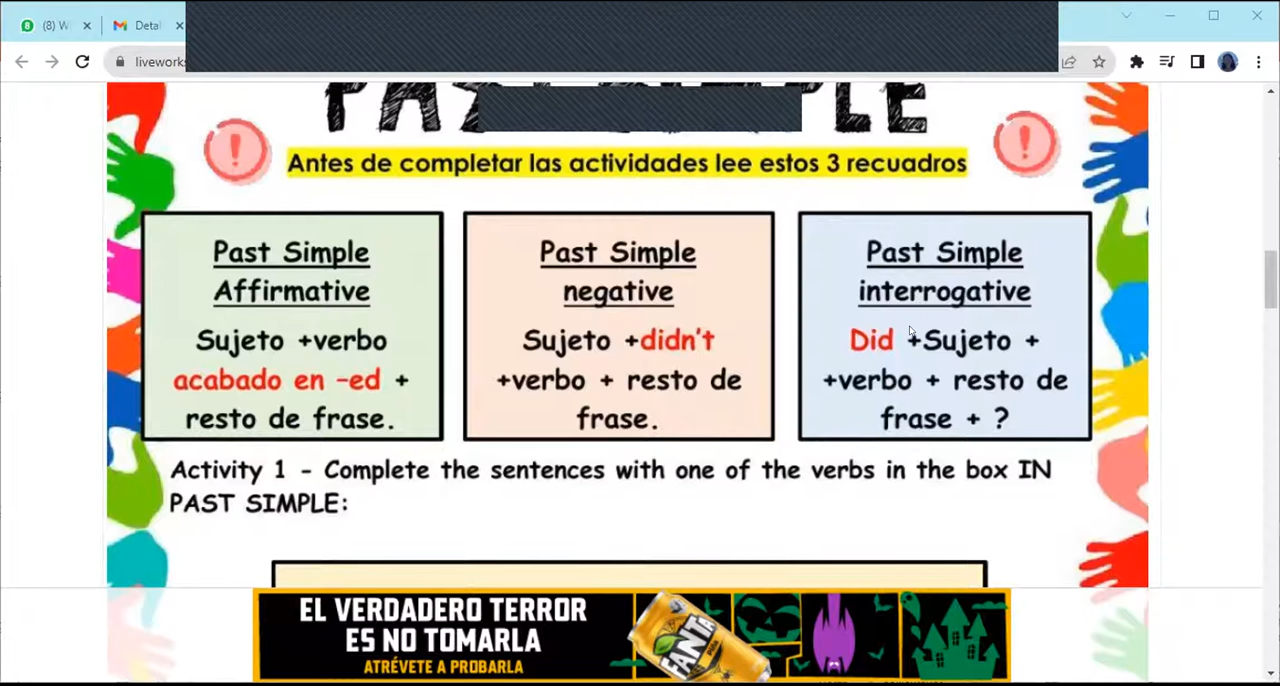 (8) W
Detal
livework
Antes de completar las actividades lee estos 3 recuadros
Past Simple
Affirmative
Sujeto +verbo
acabado en -ed +
resto de frase.
Past Simple
negative
Sujeto +didn't
+verbo + resto de
frase.
Past Simple
interrogative
Did +Sujeto +
+verbo + resto de
frase + ?
Activity 1 - Complete the sentences with one of the verbs in the box IN
PAST SIMPLE:
EL VERDADERO TERROR
ES NO TOMARLA
ATRÉVETE A PROBARLA
FANTA